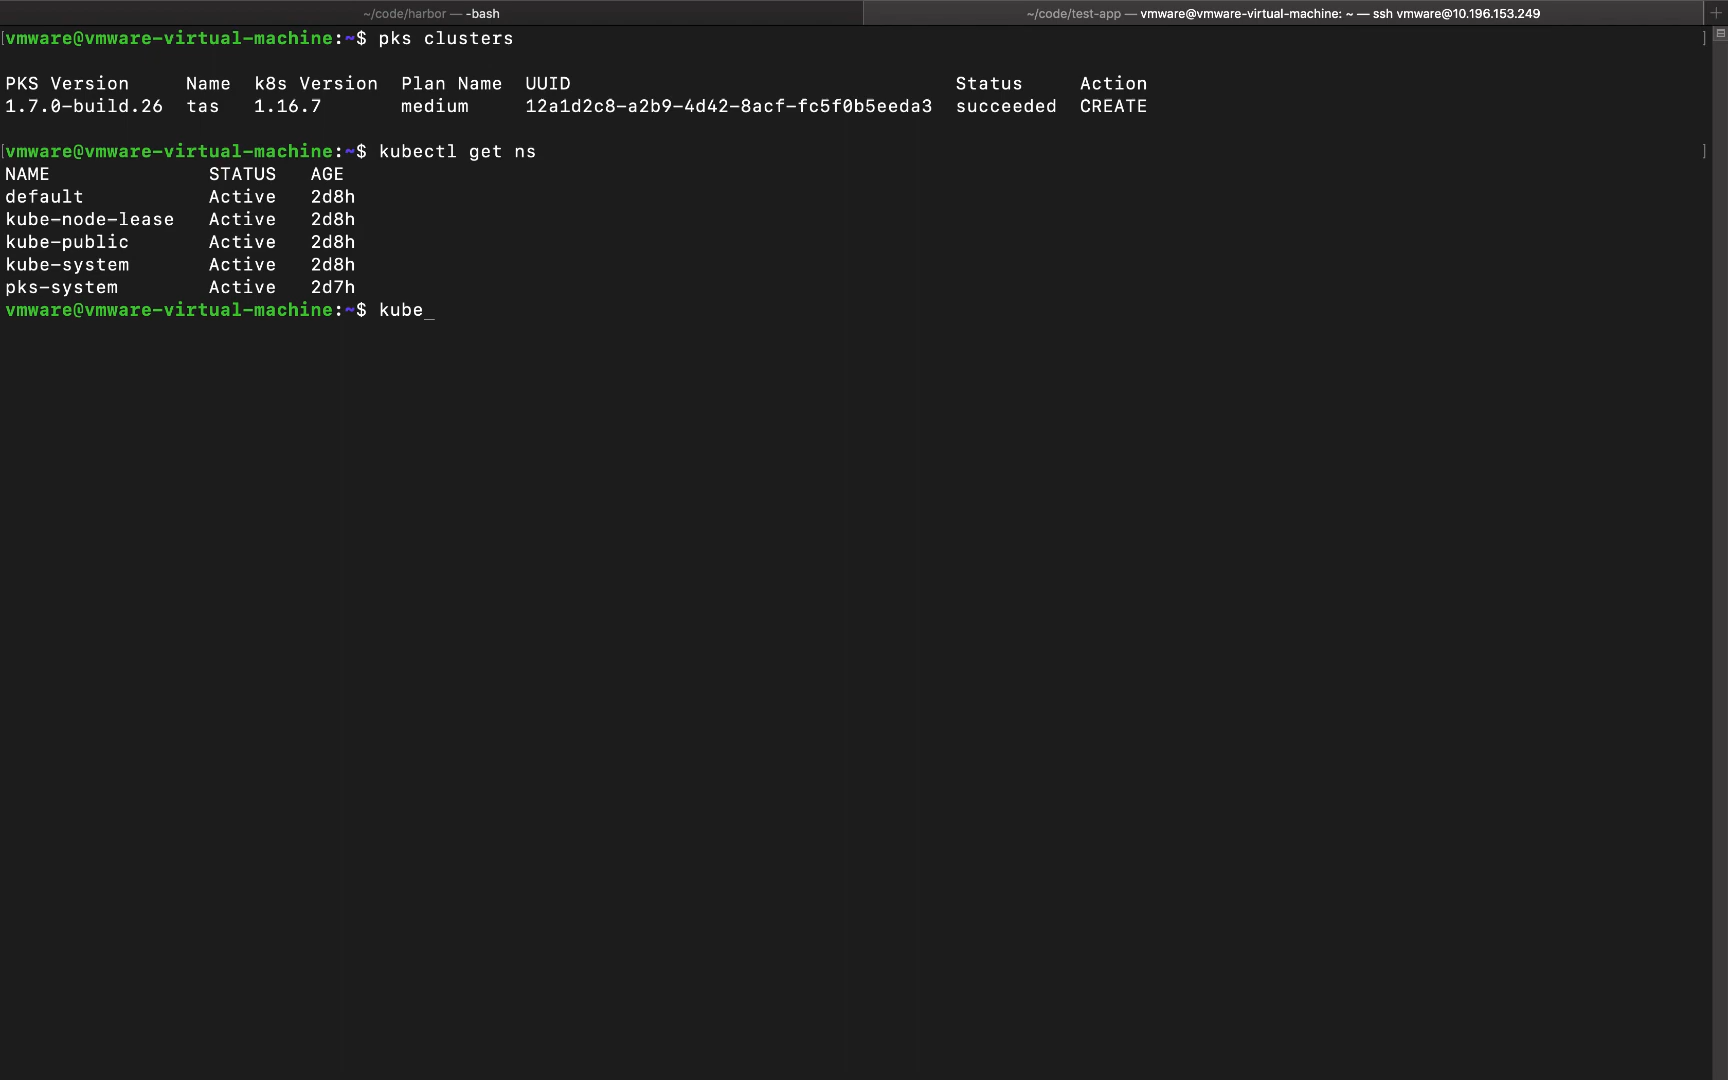 ~/code/harbor — -bash
~/code/test-app — vmware@vmware-virtual-machine: ~ — ssh vmware@10.196.153.249
[vmware@vmware-virtual-machine:~$ pks clusters ]
PKS Version Name k8s Version Plan Name UUID Status Action
1.7.0-build.26 tas 1.16.7 medium 12a1d2c8-a2b9-4d42-8acf-fc5f0b5eeda3 succeeded CREATE
[vmware@vmware-virtual-machine:~$ kubectl get ns ]
NAME STATUS AGE
default Active 2d8h
kube-node-lease Active 2d8h
kube-public Active 2d8h
kube-system Active 2d8h
pks-system Active 2d7h
vmware@vmware-virtual-machine:~$ kube_